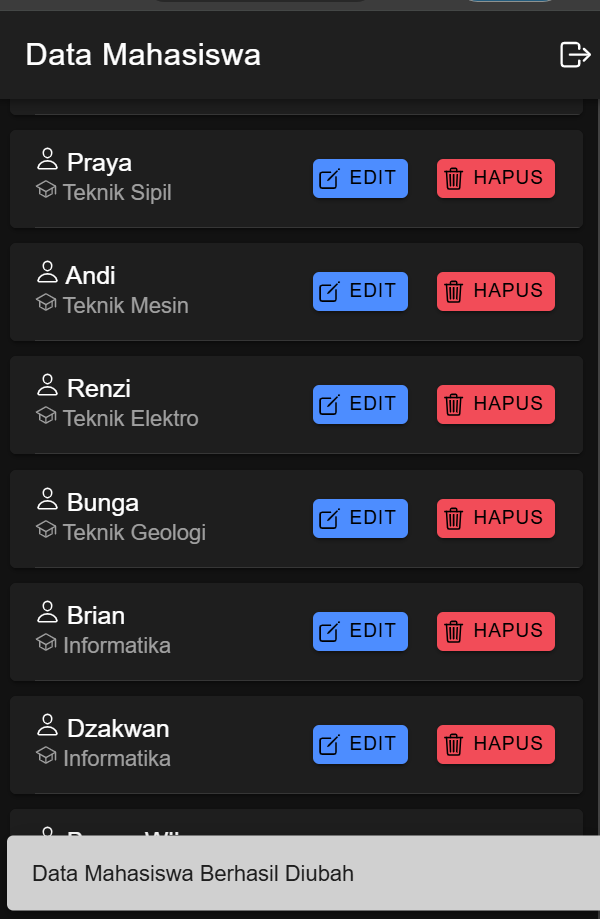 Data Mahasiswa
Praya
Teknik Sipil
EDIT
HAPUS
Andi
Teknik Mesin
EDIT
HAPUS
Renzi
Teknik Elektro
EDIT
HAPUS
Bunga
Teknik Geologi
EDIT
HAPUS
Brian
Informatika
EDIT
HAPUS
Dzakwan
Informatika
EDIT
HAPUS
Data Mahasiswa Berhasil Diubah